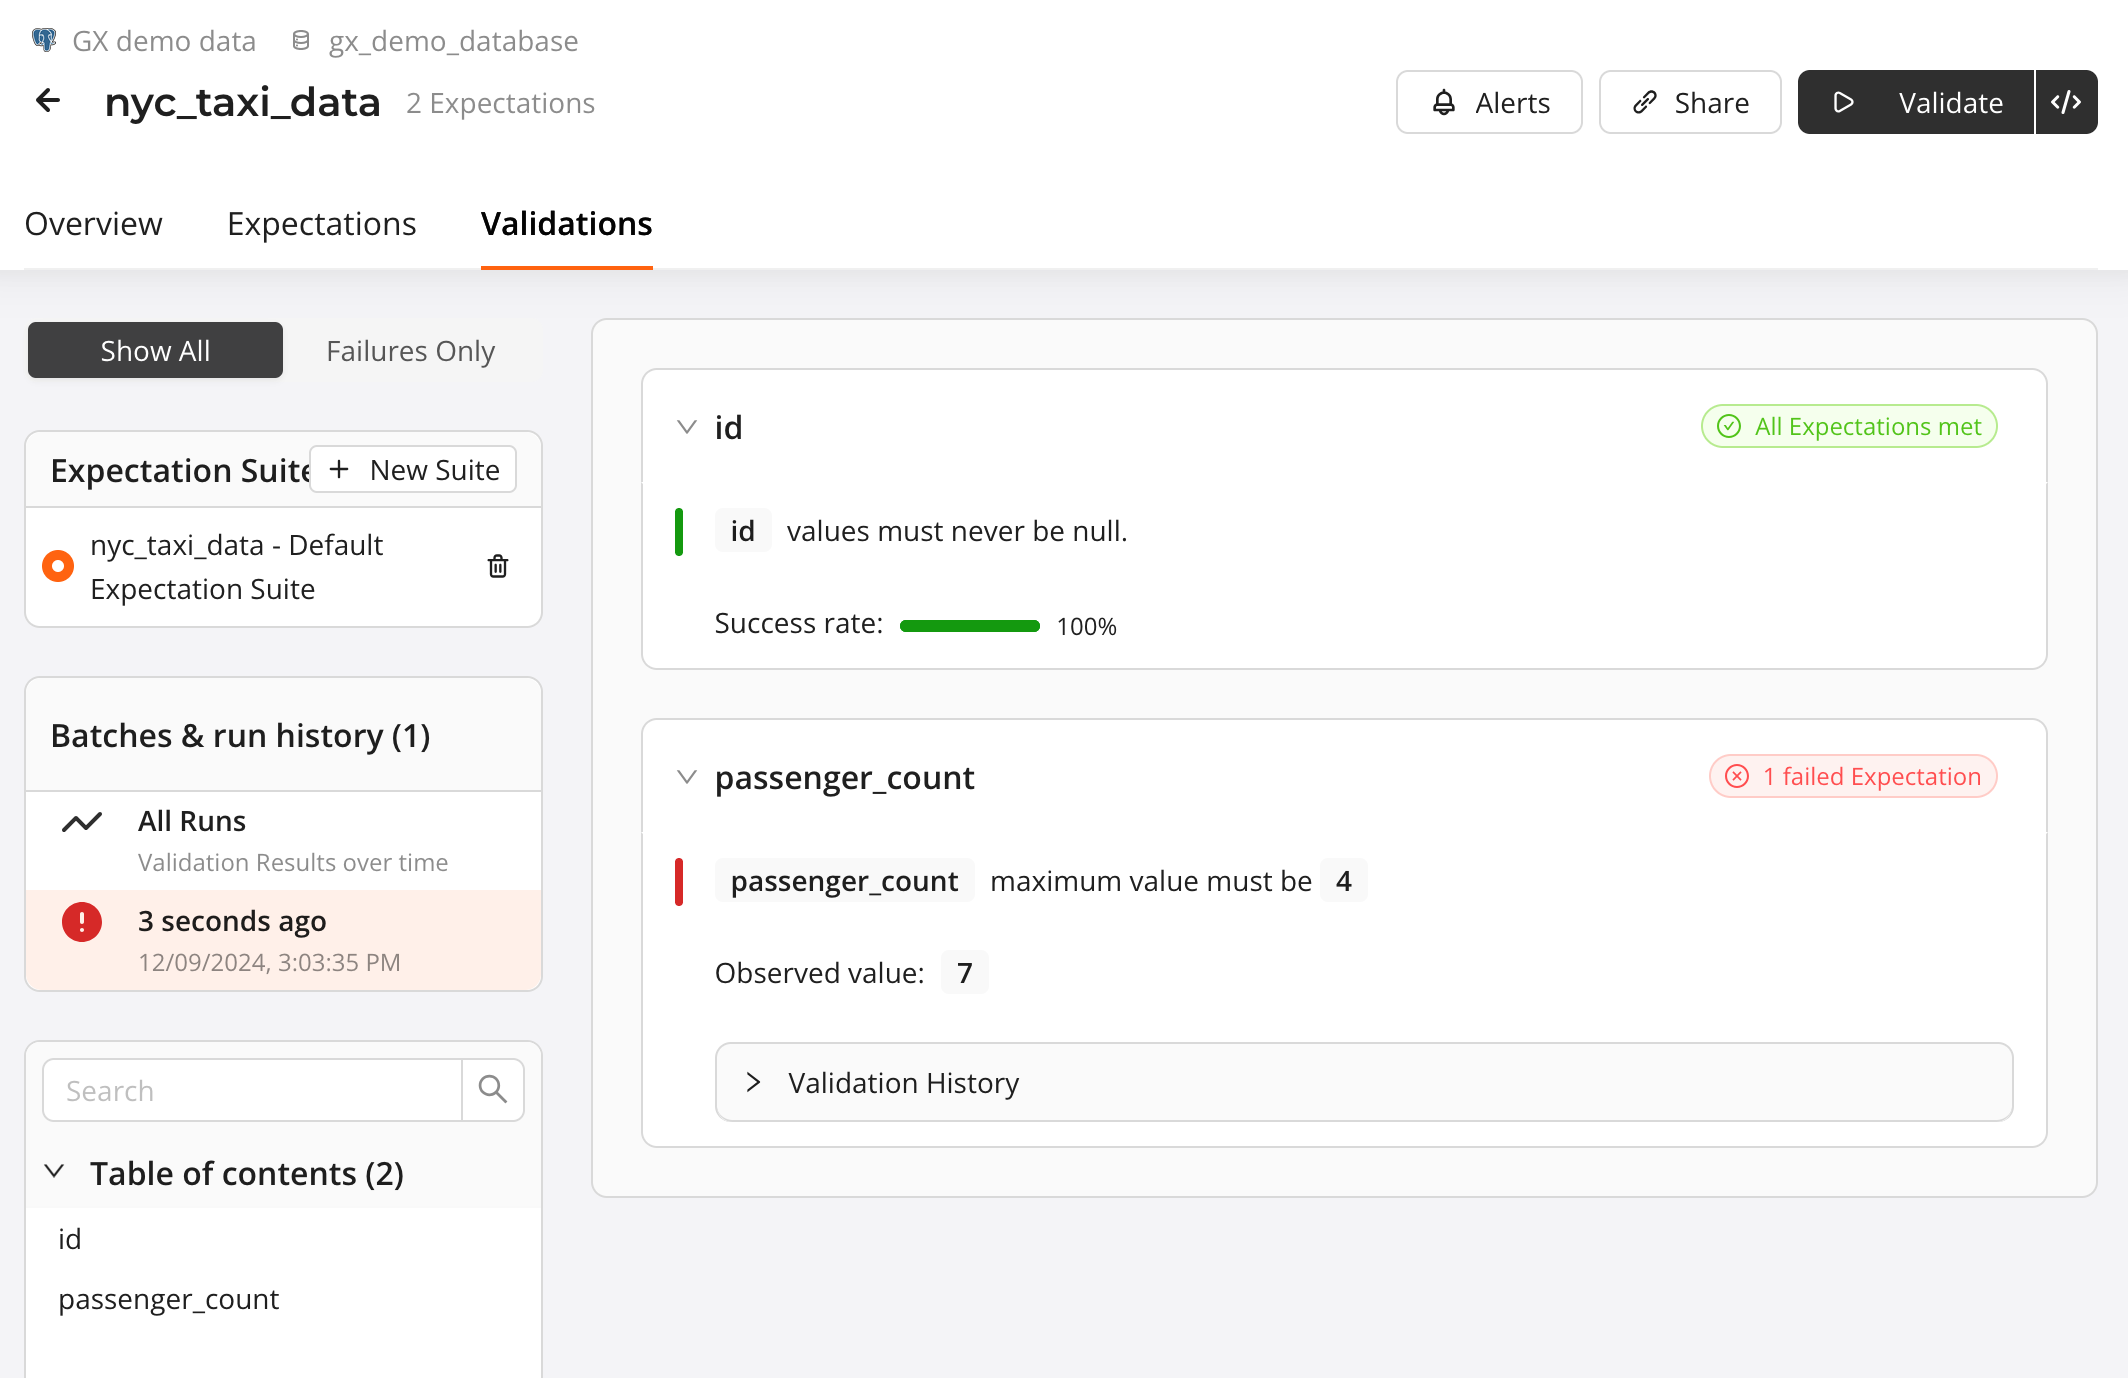 GX demo data gx_demo_database
nyc_taxi_data 2 Expectations
Alerts Share Validate
Overview Expectations Validations
Show All Failures Only
Expectation Suite + New Suite
nyc_taxi_data - Default
Expectation Suite
Batches & run history (1)
All Runs
Validation Results over time
3 seconds ago
12/09/2024, 3:03:35 PM
Search
Table of contents (2)
id
passenger_count
id All Expectations met
id values must never be null.
Success rate: 100%
passenger_count 1 failed Expectation
passenger_count maximum value must be 4
Observed value: 7
Validation History